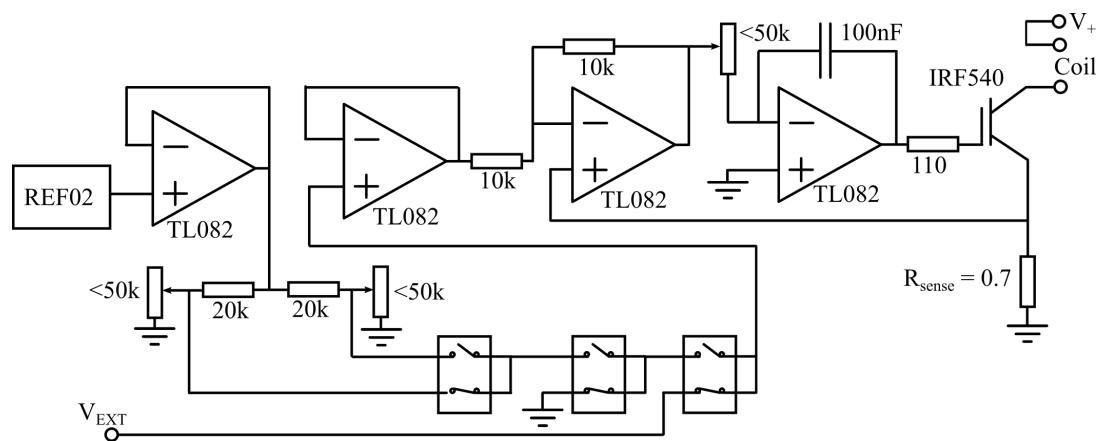 <50k
100nF
V+
10k
Coil
IRF540
REF02
TL082
TL082
10k
TL082
TL082
110
<50k
20k
20k
<50k
Rsense = 0.7
VEXT